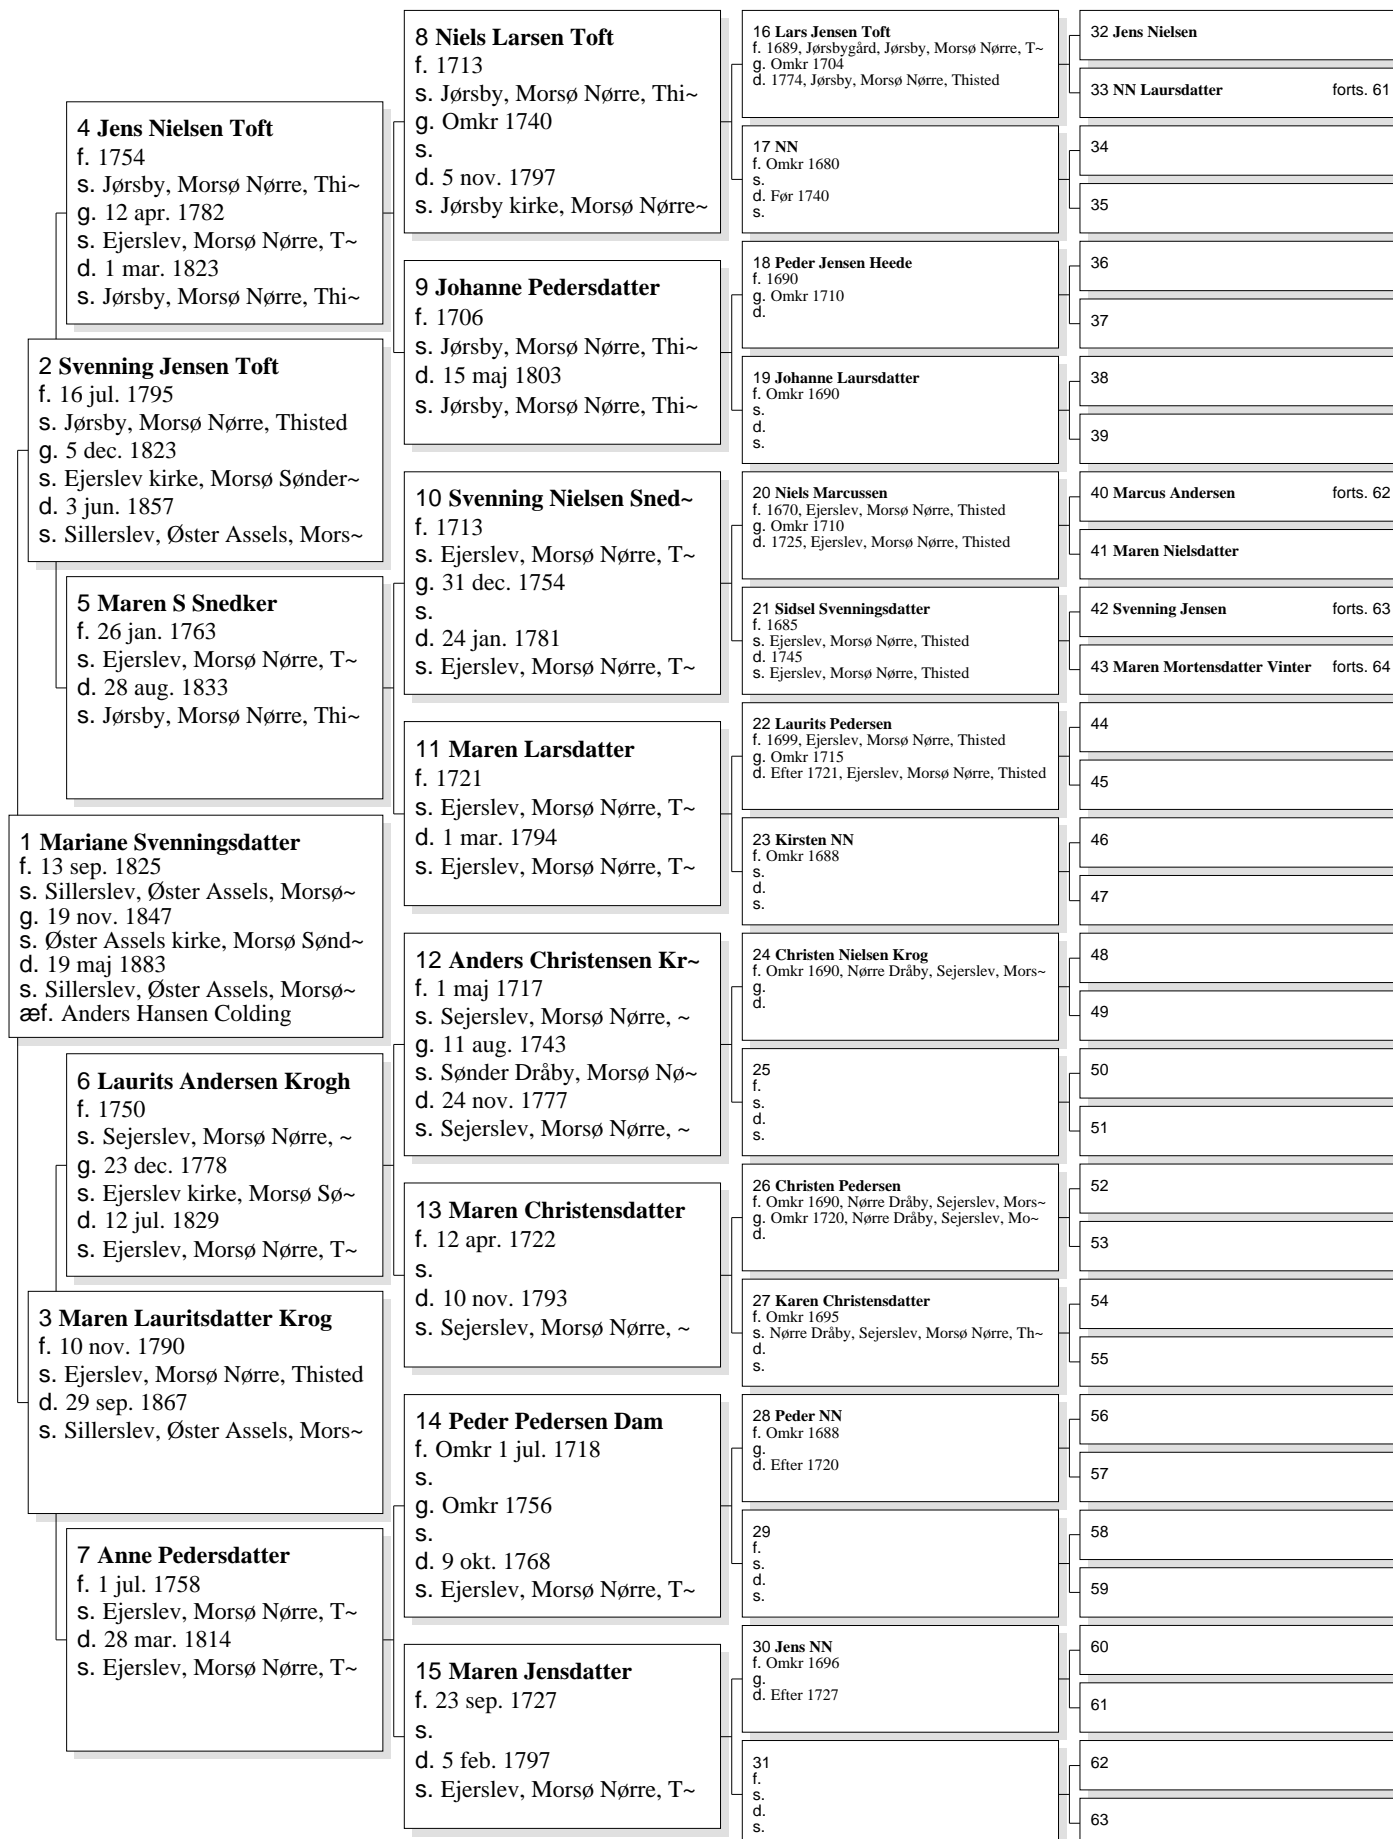 8 Niels Larsen Toft
f. 1713
s. Jørsby, Morsø Nørre, Thi~
g. Omkr 1740
s.
d. 5 nov. 1797
s. Jørsby kirke, Morsø Nørre~
16 Lars Jensen Toft
f. 1689, Jørsbygård, Jørsby, Morsø Nørre, T~
g. Omkr 1704
d. 1774, Jørsby, Morsø Nørre, Thisted
32 Jens Nielsen
33 NN Laursdatter forts. 61
4 Jens Nielsen Toft
f. 1754
s. Jørsby, Morsø Nørre, Thi~
g. 12 apr. 1782
s. Ejerslev, Morsø Nørre, T~
d. 1 mar. 1823
s. Jørsby, Morsø Nørre, Thi~
17 NN
f. Omkr 1680
s.
d. Før 1740
s.
34
35
9 Johanne Pedersdatter
f. 1706
s. Jørsby, Morsø Nørre, Thi~
d. 15 maj 1803
s. Jørsby, Morsø Nørre, Thi~
18 Peder Jensen Heede
f. 1690
g. Omkr 1710
d.
36
37
2 Svenning Jensen Toft
f. 16 jul. 1795
s. Jørsby, Morsø Nørre, Thisted
g. 5 dec. 1823
s. Ejerslev kirke, Morsø Sønder~
d. 3 jun. 1857
s. Sillerslev, Øster Assels, Mors~
19 Johanne Laursdatter
f. Omkr 1690
s.
d.
s.
38
39
10 Svenning Nielsen Sned~
f. 1713
s. Ejerslev, Morsø Nørre, T~
g. 31 dec. 1754
s.
d. 24 jan. 1781
s. Ejerslev, Morsø Nørre, T~
20 Niels Marcussen
f. 1670, Ejerslev, Morsø Nørre, Thisted
g. Omkr 1710
d. 1725, Ejerslev, Morsø Nørre, Thisted
40 Marcus Andersen forts. 62
41 Maren Nielsdatter
5 Maren S Snedker
f. 26 jan. 1763
s. Ejerslev, Morsø Nørre, T~
d. 28 aug. 1833
s. Jørsby, Morsø Nørre, Thi~
21 Sidsel Svenningsdatter
f. 1685
s. Ejerslev, Morsø Nørre, Thisted
d. 1745
s. Ejerslev, Morsø Nørre, Thisted
42 Svenning Jensen forts. 63
43 Maren Mortensdatter Vinter forts. 64
11 Maren Larsdatter
f. 1721
s. Ejerslev, Morsø Nørre, T~
d. 1 mar. 1794
s. Ejerslev, Morsø Nørre, T~
22 Laurits Pedersen
f. 1699, Ejerslev, Morsø Nørre, Thisted
g. Omkr 1715
d. Efter 1721, Ejerslev, Morsø Nørre, Thisted
44
45
1 Mariane Svenningsdatter
f. 13 sep. 1825
s. Sillerslev, Øster Assels, Morsø~
g. 19 nov. 1847
s. Øster Assels kirke, Morsø Sønd~
d. 19 maj 1883
s. Sillerslev, Øster Assels, Morsø~
æf. Anders Hansen Colding
23 Kirsten NN
f. Omkr 1688
s.
d.
s.
46
47
12 Anders Christensen Kr~
f. 1 maj 1717
s. Sejerslev, Morsø Nørre, ~
g. 11 aug. 1743
s. Sønder Dråby, Morsø Nø~
d. 24 nov. 1777
s. Sejerslev, Morsø Nørre, ~
24 Christen Nielsen Krog
f. Omkr 1690, Nørre Dråby, Sejerslev, Mors~
g.
d.
48
49
6 Laurits Andersen Krogh
f. 1750
s. Sejerslev, Morsø Nørre, ~
g. 23 dec. 1778
s. Ejerslev kirke, Morsø Sø~
d. 12 jul. 1829
s. Ejerslev, Morsø Nørre, T~
25
f.
s.
d.
s.
50
51
13 Maren Christensdatter
f. 12 apr. 1722
s.
d. 10 nov. 1793
s. Sejerslev, Morsø Nørre, ~
26 Christen Pedersen
f. Omkr 1690, Nørre Dråby, Sejerslev, Mors~
g. Omkr 1720, Nørre Dråby, Sejerslev, Mo~
d.
52
53
3 Maren Lauritsdatter Krog
f. 10 nov. 1790
s. Ejerslev, Morsø Nørre, Thisted
d. 29 sep. 1867
s. Sillerslev, Øster Assels, Mors~
27 Karen Christensdatter
f. Omkr 1695
s. Nørre Dråby, Sejerslev, Morsø Nørre, Th~
d.
s.
54
55
14 Peder Pedersen Dam
f. Omkr 1 jul. 1718
s.
g. Omkr 1756
s.
d. 9 okt. 1768
s. Ejerslev, Morsø Nørre, T~
28 Peder NN
f. Omkr 1688
g.
d. Efter 1720
56
57
7 Anne Pedersdatter
f. 1 jul. 1758
s. Ejerslev, Morsø Nørre, T~
d. 28 mar. 1814
s. Ejerslev, Morsø Nørre, T~
29
f.
s.
d.
s.
58
59
15 Maren Jensdatter
f. 23 sep. 1727
s.
d. 5 feb. 1797
s. Ejerslev, Morsø Nørre, T~
30 Jens NN
f. Omkr 1696
g.
d. Efter 1727
60
61
31
f.
s.
d.
s.
62
63